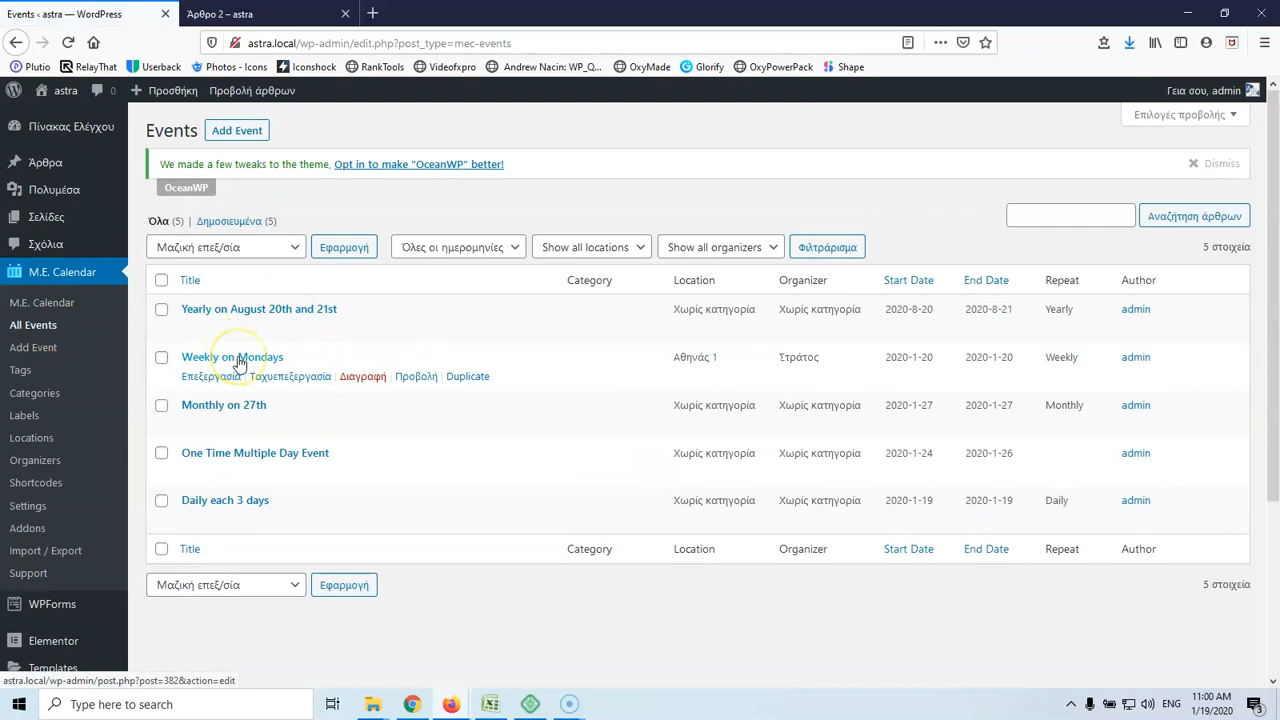 Events ‹ astra — WordPress
Άρθρο 2 – astra
astra.local/wp-admin/edit.php?post_type=mec-events
Plutio
RelayThat
Userback
Photos - Icons
Iconshock
RankTools
Videofxpro
Andrew Nacin: WP_Q...
OxyMade
Glorify
OxyPowerPack
Shape
astra
0
Προσθήκη
Προβολή άρθρων
Γεια σου, admin
Πίνακας Ελέγχου
Άρθρα
Πολυμέσα
Σελίδες
Σχόλια
M.E. Calendar
M.E. Calendar
All Events
Add Event
Tags
Categories
Labels
Locations
Organizers
Shortcodes
Settings
Addons
Import / Export
Support
WPForms
Elementor
Templates
Events
Add Event
Επιλογές προβολής
We made a few tweaks to the theme, Opt in to make "OceanWP" better!
Dismiss
OceanWP
Όλα (5) | Δημοσιευμένα (5)
Αναζήτηση άρθρων
Μαζική επεξ/σία
Εφαρμογή
Όλες οι ημερομηνίες
Show all locations
Show all organizers
Φιλτράρισμα
5 στοιχεία
Title Category Location Organizer Start Date End Date Repeat Author
Yearly on August 20th and 21st Χωρίς κατηγορία Χωρίς κατηγορία 2020-8-20 2020-8-21 Yearly admin
Weekly on Mondays Αθηνάς 1 Στράτος 2020-1-20 2020-1-20 Weekly admin
Επεξεργασία | Ταχυεπεξεργασία | Διαγραφή | Προβολή | Duplicate
Monthly on 27th Χωρίς κατηγορία Χωρίς κατηγορία 2020-1-27 2020-1-27 Monthly admin
One Time Multiple Day Event Χωρίς κατηγορία Χωρίς κατηγορία 2020-1-24 2020-1-26 admin
Daily each 3 days Χωρίς κατηγορία Χωρίς κατηγορία 2020-1-19 2020-1-19 Daily admin
Title Category Location Organizer Start Date End Date Repeat Author
Μαζική επεξ/σία
Εφαρμογή
5 στοιχεία
astra.local/wp-admin/post.php?post=382&action=edit
Type here to search
ENG
11:00 AM
1/19/2020
3